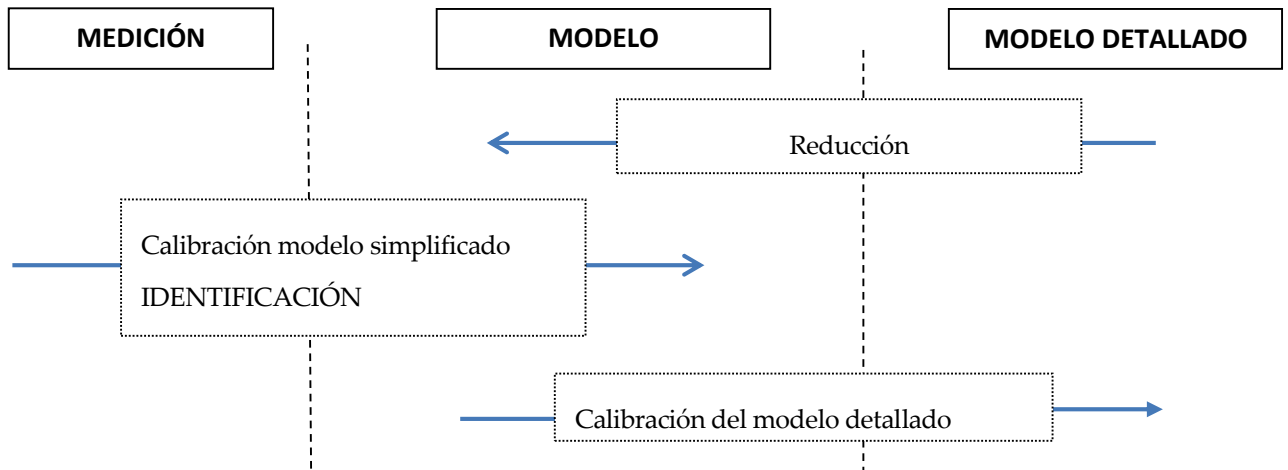 MEDICIÓN
MODELO
MODELO DETALLADO
Reducción
Calibración modelo simplificado
IDENTIFICACIÓN
Calibración del modelo detallado